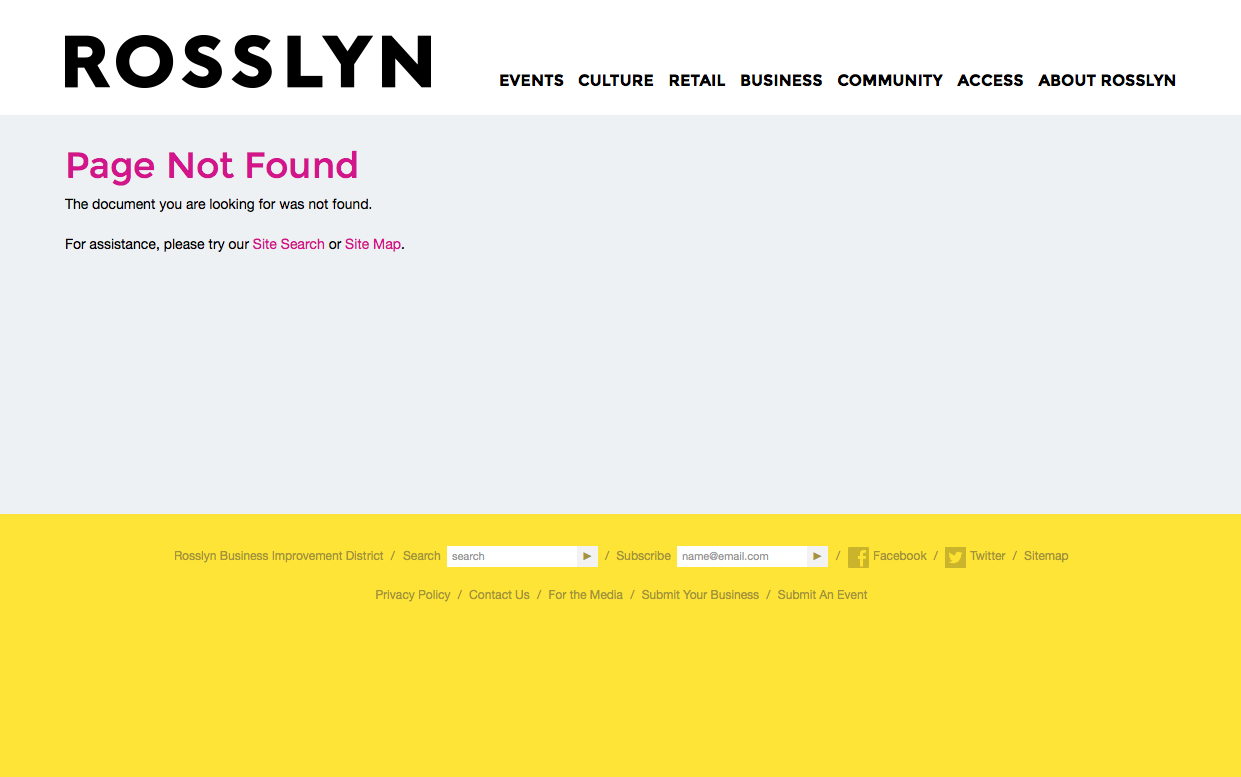 ROSSLYN
EVENTS CULTURE RETAIL BUSINESS COMMUNITY ACCESS ABOUT ROSSLYN
Page Not Found
The document you are looking for was not found.
For assistance, please try our Site Search or Site Map.
Rosslyn Business Improvement District / Search search / Subscribe name@email.com / Facebook / Twitter / Sitemap
Privacy Policy / Contact Us / For the Media / Submit Your Business / Submit An Event